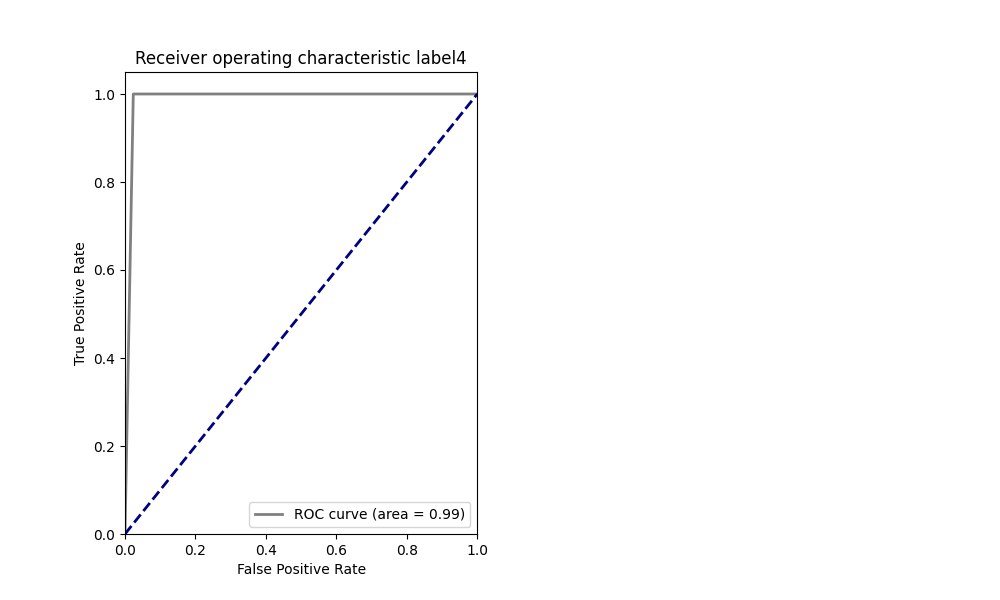 Receiver operating characteristic label4
1.0
0.8
0.6
0.4
0.2
0.0
True Positive Rate
ROC curve (area = 0.99)
0.0 0.2 0.4 0.6 0.8 1.0
False Positive Rate